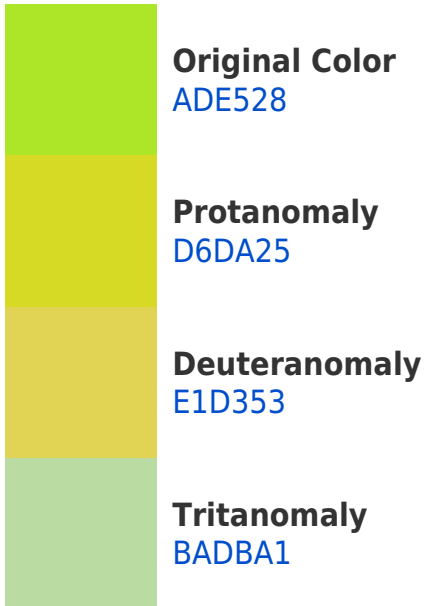 Original Color
ADE528
Protanomaly
D6DA25
Deuteranomaly
E1D353
Tritanomaly
BADBA1